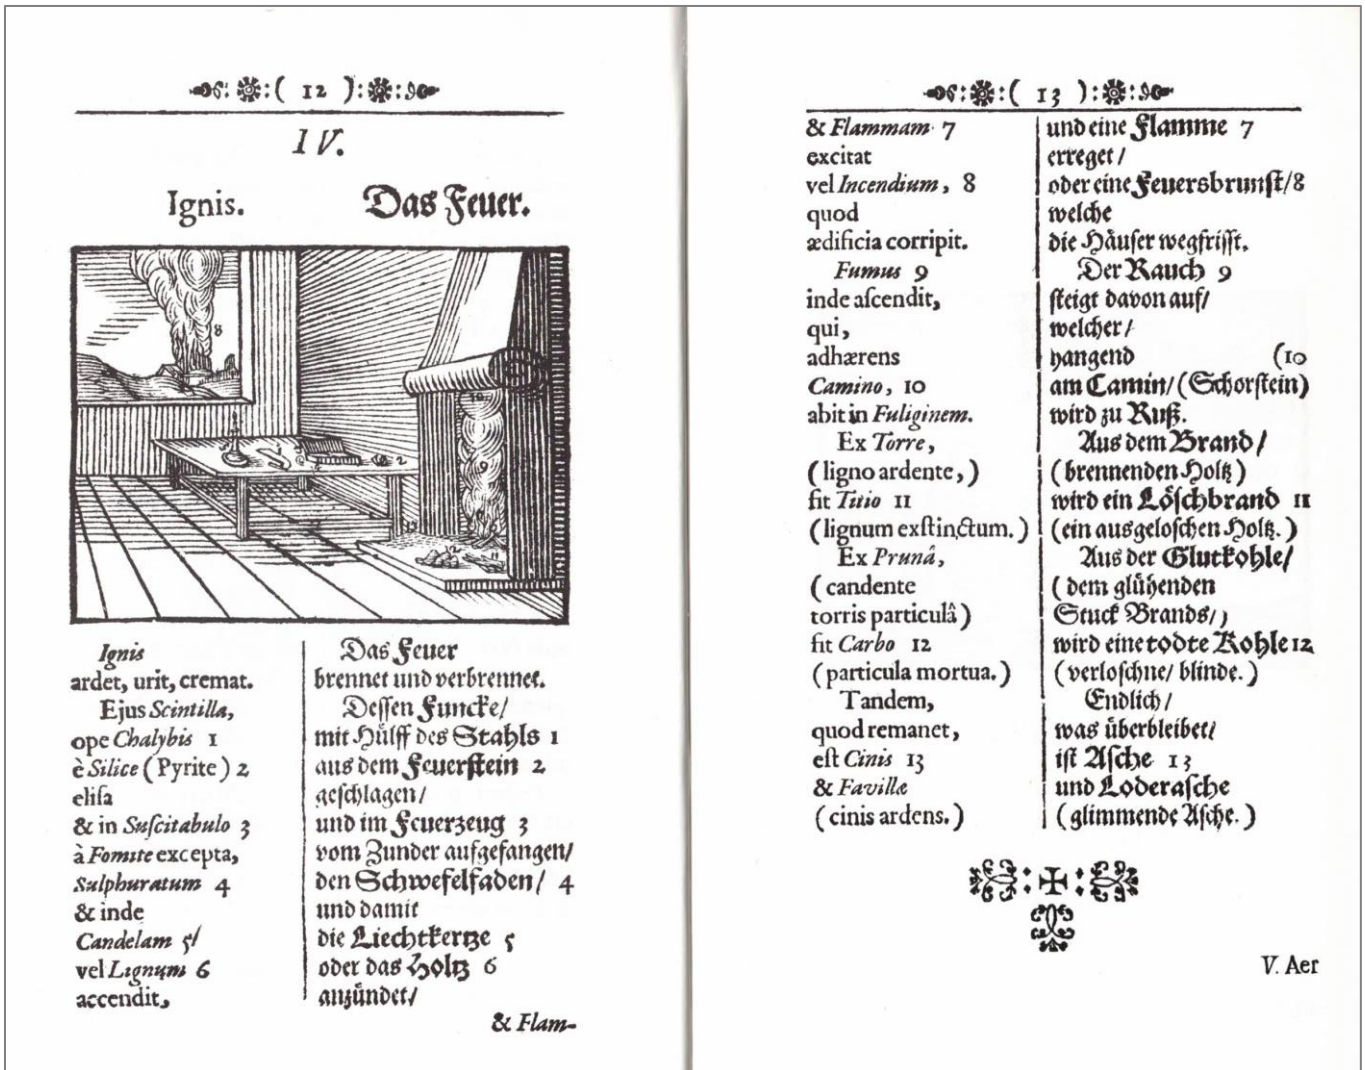 ( 12 )
IV.
Ignis. Das Feuer.
8
10
9
2
12
11
Ignis
ardet, urit, cremat.
Ejus Scintilla,
ope Chalybis 1
è Silice (Pyrite) 2
elisa
& in Suscitabulo 3
à Fomite excepta,
Sulphuratum 4
& inde
Candelam 5
vel Lignum 6
accendit,
Das Feuer
brennet und verbrennet.
Dessen Funcke/
mit Hülff des Stahls 1
aus dem Feuerstein 2
geschlagen/
und im Feuerzeug 3
vom Zunder aufgefangen/
den Schwefelfaden/ 4
und damit
die Liechtkertze 5
oder das Holtz 6
anzündet/
& Flam-
( 13 )
& Flammam 7
excitat
vel Incendium, 8
quod
ædificia corripit.
Fumus 9
inde ascendit,
qui,
adhærens
Camino, 10
abit in Fuliginem.
Ex Torre,
(ligno ardente,)
fit Titio 11
(lignum exstinctum.)
Ex Prunâ,
(candente
torris particulâ)
fit Carbo 12
(particula mortua.)
Tandem,
quod remanet,
est Cinis 13
& Favilla
(cinis ardens.)
und eine Flamme 7
erreget/
oder eine Feuersbrunst/8
welche
die Häuser wegfrisst.
Der Rauch 9
steigt davon auf/
welcher/
hangend (10
am Camin/(Schorstein)
wird zu Ruß.
Aus dem Brand/
(brennenden Holtz)
wird ein Löschbrand 11
(ein ausgeloschen Holtz.)
Aus der Glutkohle/
(dem glühenden
Stuck Brands/)
wird eine todte Kohle 12
(verloschne/ blinde.)
Endlich/
was überbleibet/
ist Asche 13
und Loderasche
(glimmende Asche.)
V. Aer